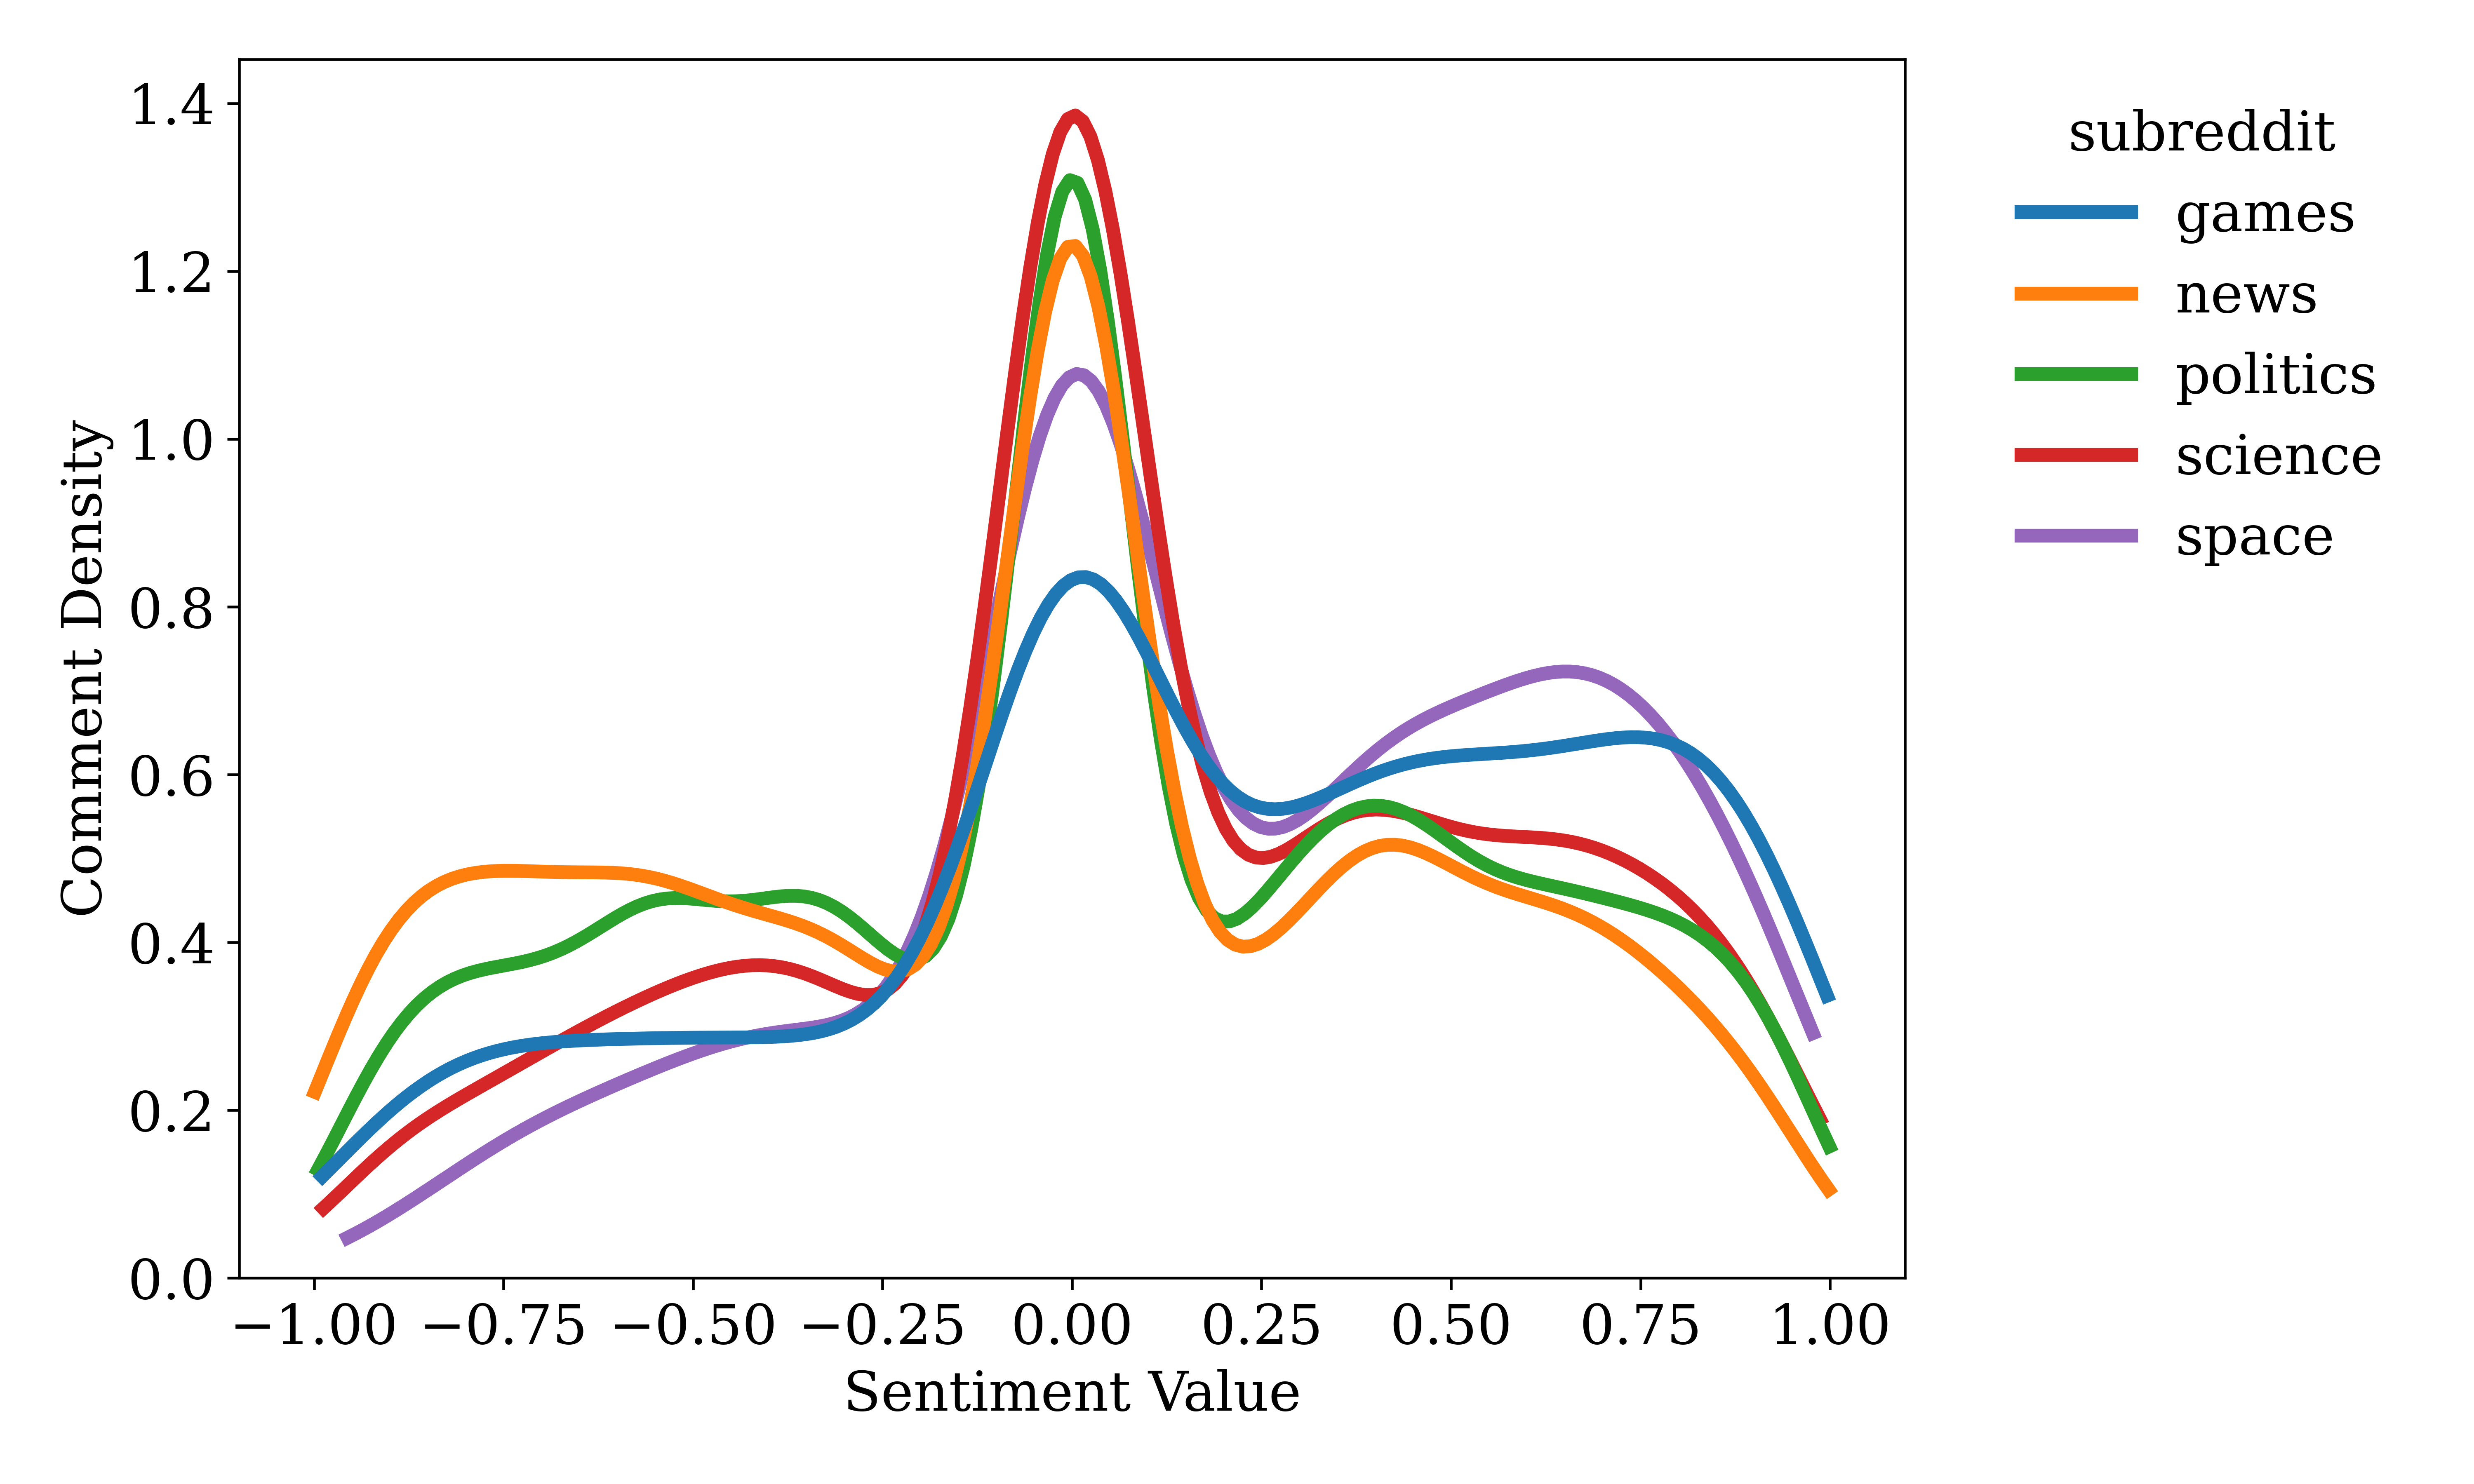 1.4
1.2
1.0
0.8
0.6
0.4
0.2
0.0
Comment Density
−1.00 −0.75 −0.50 −0.25 0.00 0.25 0.50 0.75 1.00
Sentiment Value
subreddit
games
news
politics
science
space